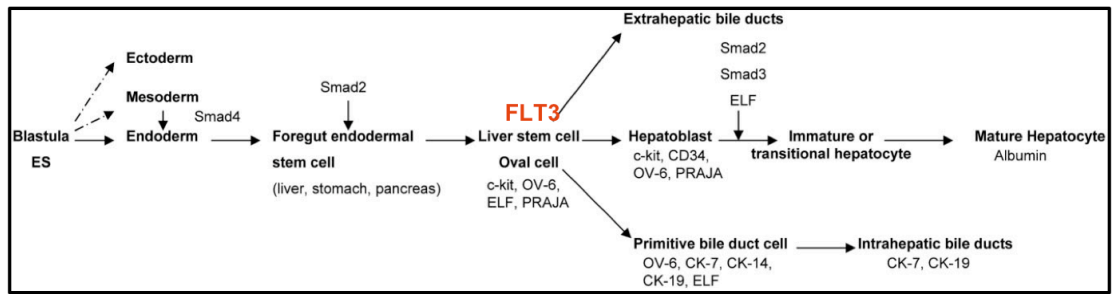 Extrahepatic bile ducts
Smad2
Smad3
ELF
Ectoderm
Mesoderm
Smad4
Smad2
FLT3
Blastula
ES
Endoderm
Foregut endodermal
stem cell
(liver, stomach, pancreas)
Liver stem cell
Oval cell
c-kit, OV-6,
ELF, PRAJA
Hepatoblast
c-kit, CD34,
OV-6, PRAJA
Immature or
transitional hepatocyte
Mature Hepatocyte
Albumin
Primitive bile duct cell
OV-6, CK-7, CK-14,
CK-19, ELF
Intrahepatic bile ducts
CK-7, CK-19